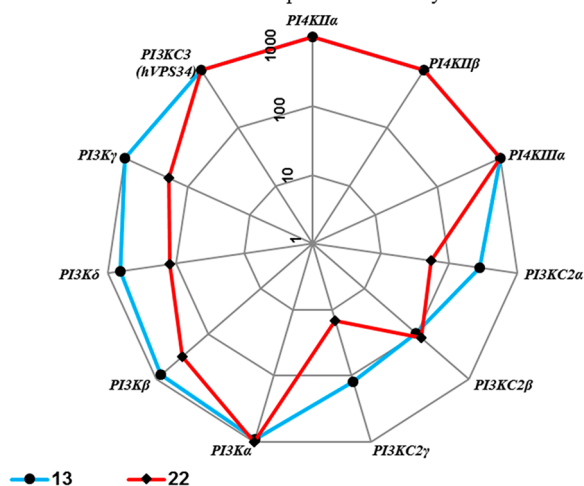 PI4KIIα
1000
PI3KC3
(hVPS34)
PI4KIIβ
100
PI3Kγ
PI4KIIIα
10
1
PI3Kδ
PI3KC2α
PI3Kβ
PI3KC2β
PI3Kα
PI3KC2γ
13
22